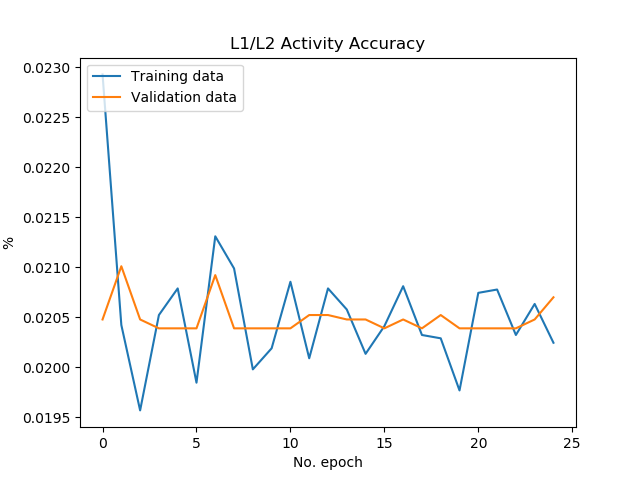 L1/L2 Activity Accuracy
0.0230
0.0225
0.0220
0.0215
0.0210
0.0205
0.0200
0.0195
%
Training data
Validation data
0 5 10 15 20 25
No. epoch